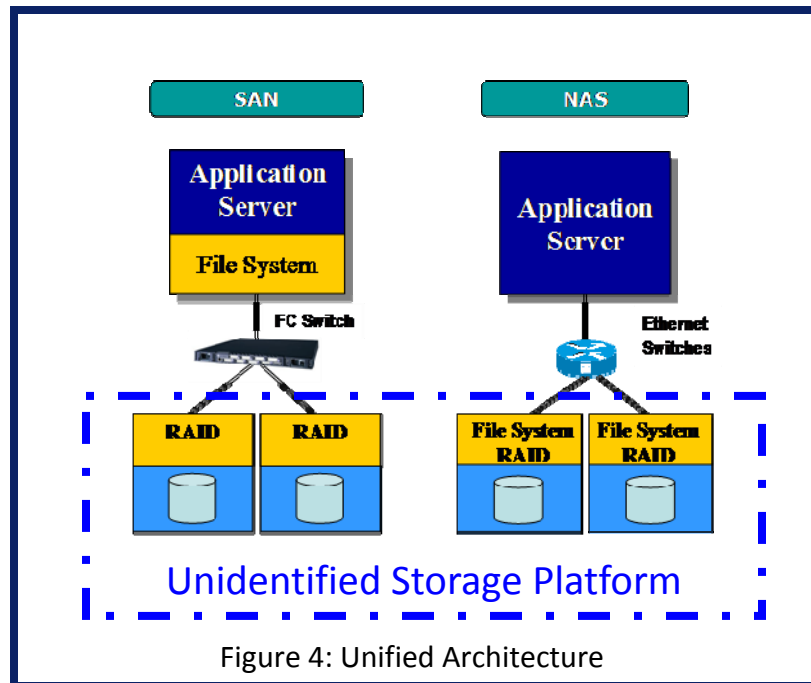 SAN
NAS
Application
Server
File System
Application
Server
FC Switch
Ethernet
Switches
RAID
RAID
File System
RAID
File System
RAID
Unidentified Storage Platform
Figure 4: Unified Architecture